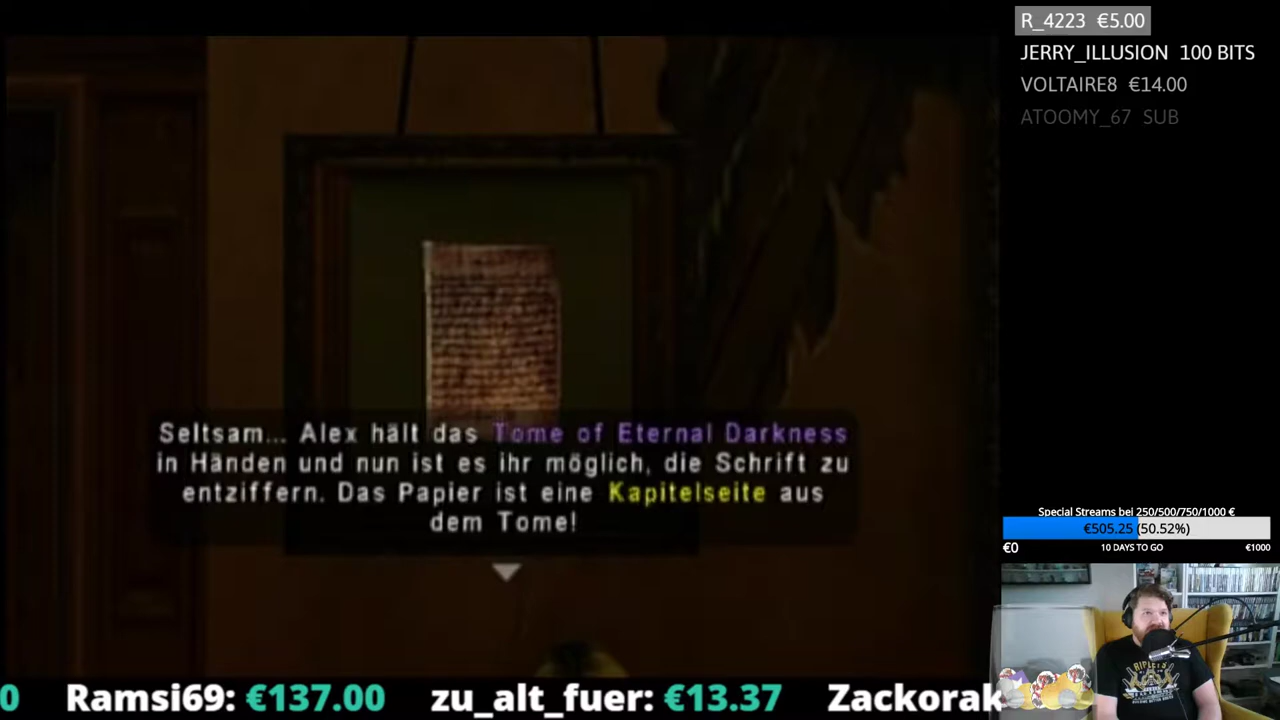 R_4223 €5.00
JERRY_ILLUSION 100 BITS
VOLTAIRE8 €14.00
ATOOMY_67 SUB
Seltsam... Alex hält das Tome of Eternal Darkness
in Händen und nun ist es ihr möglich, die Schrift zu
entziffern. Das Papier ist eine Kapitelseite aus
dem Tome!
Special Streams bei 250/500/750/1000 €
€505.25 (50.52%)
€0 10 DAYS TO GO €1000
0 Ramsi69: €137.00 zu_alt_fuer: €13.37 Zackorak